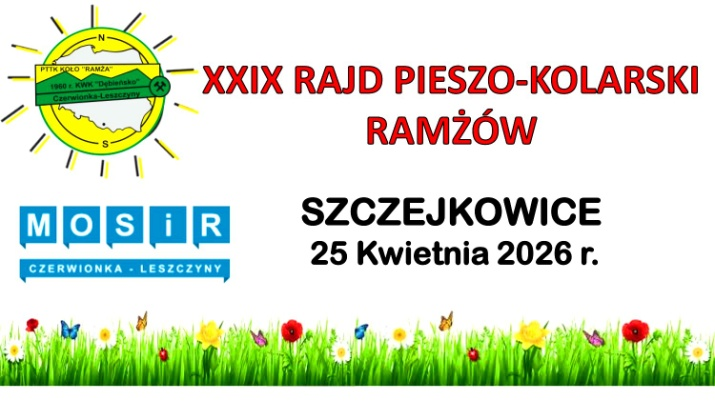 N
PTTK KOŁO "RAMŻA"
1960 r. KWK "Dębieńsko"
Czerwionka-Leszczyny
S
XXIX RAJD PIESZO-KOLARSKI
RAMŻÓW
MOSiR
CZERWIONKA - LESZCZYNY
SZCZEJKOWICE
25 Kwietnia 2026 r.